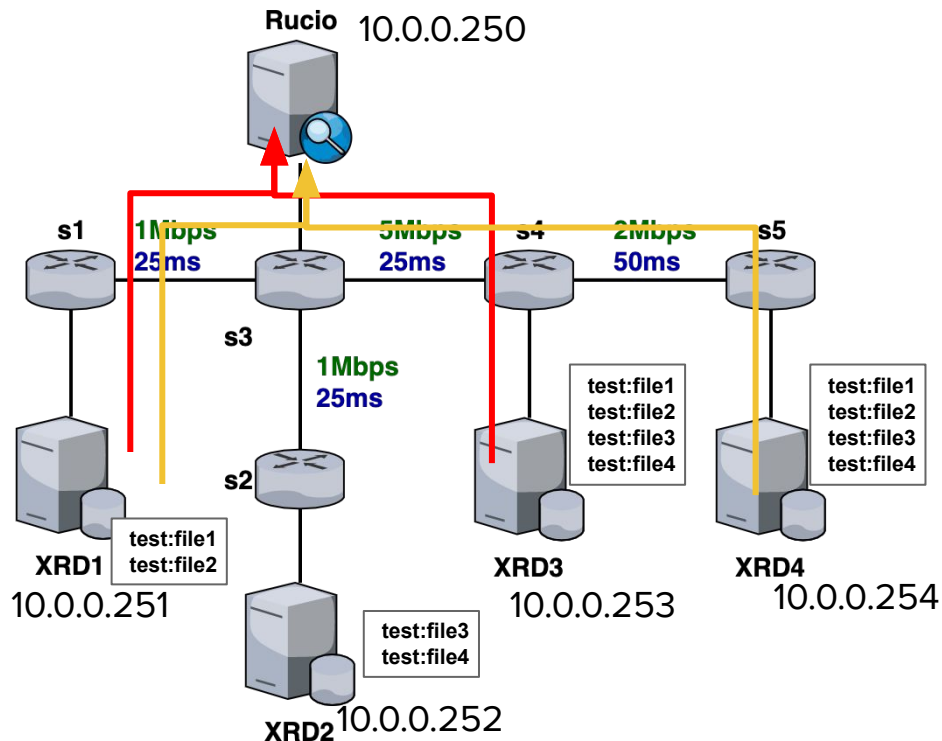 Rucio
10.0.0.250
s1
1Mbps
25ms
5Mbps
25ms
s4
2Mbps
50ms
s5
s3
1Mbps
25ms
s2
test:file1
test:file2
test:file3
test:file4
test:file1
test:file2
test:file3
test:file4
XRD1
10.0.0.251
test:file1
test:file2
XRD3
10.0.0.253
XRD4
10.0.0.254
test:file3
test:file4
XRD2
10.0.0.252